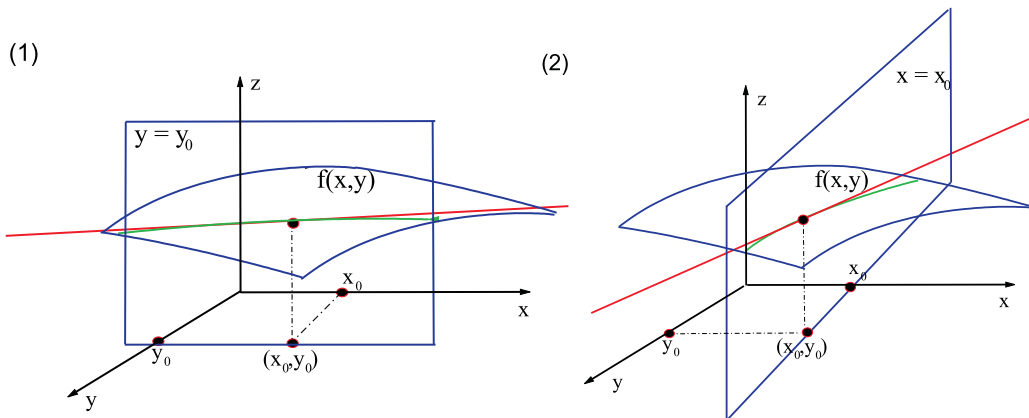 (1)
z
y = y₀
f(x,y)
x₀
x
y₀
(x₀,y₀)
y
(2)
x = x₀
z
f(x,y)
x₀
x
y₀
(x₀,y₀)
y